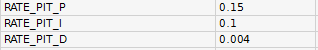 RATE_PIT_P 0.15
RATE_PIT_I 0.1
RATE_PIT_D 0.004